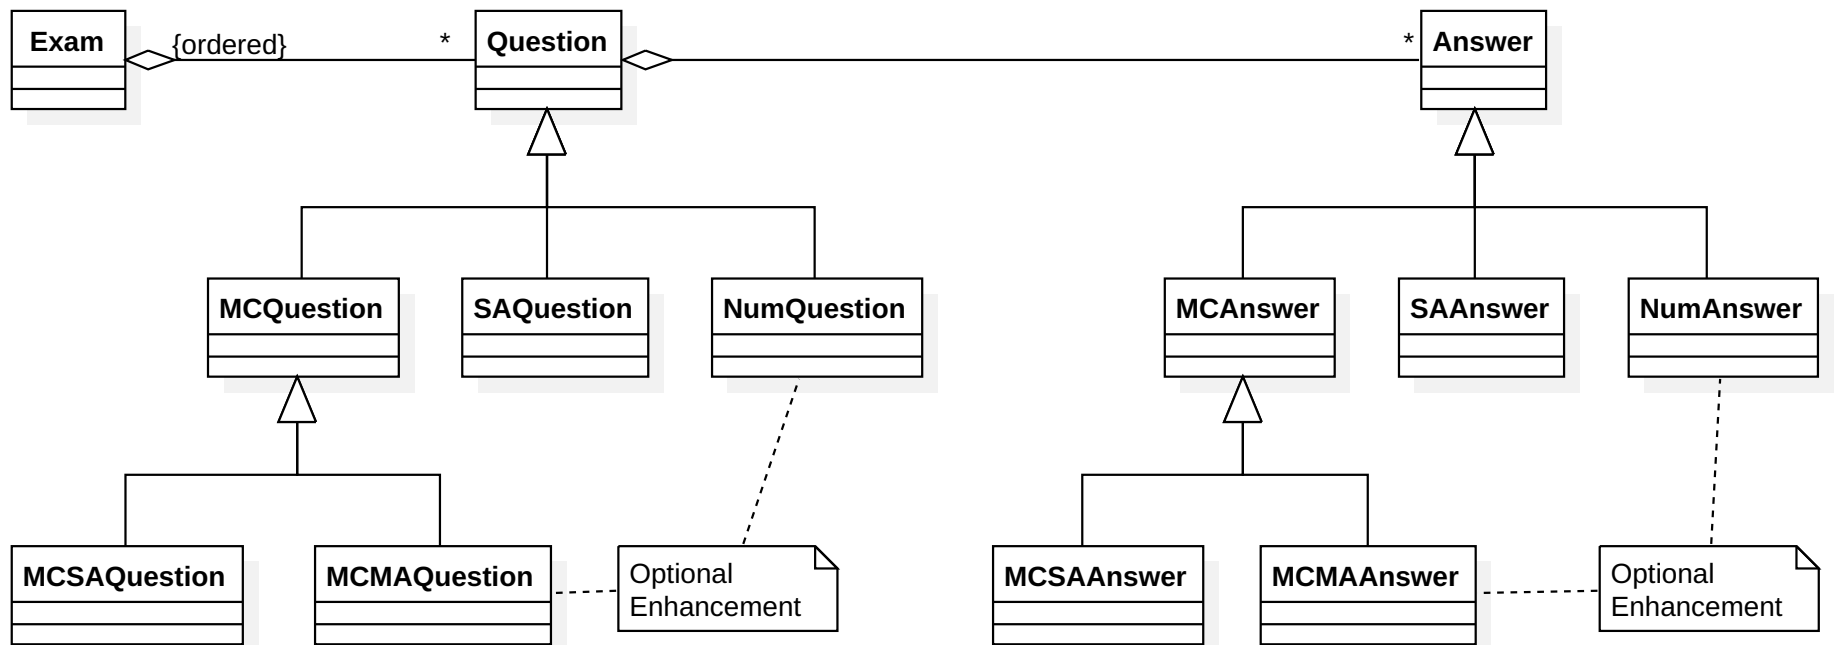 Exam
{ordered}
*
Question
*
Answer
MCQuestion
SAQuestion
NumQuestion
MCAnswer
SAAnswer
NumAnswer
MCSAQuestion
MCMAQuestion
Optional
Enhancement
MCSAAnswer
MCMAAnswer
Optional
Enhancement